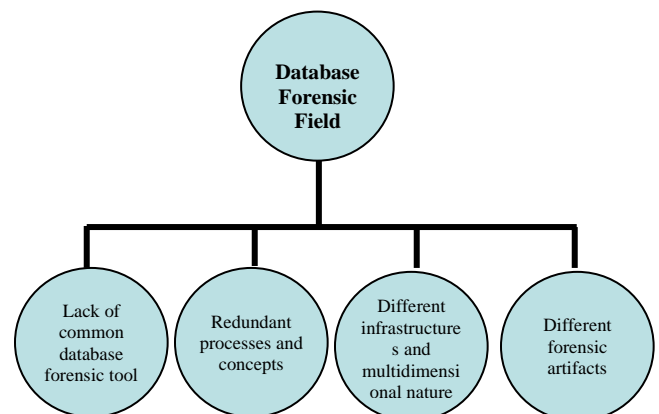 Database
Forensic
Field
Lack of
common
database
forensic tool
Redundant
processes and
concepts
Different
infrastructure
s and
multidimensi
onal nature
Different
forensic
artifacts